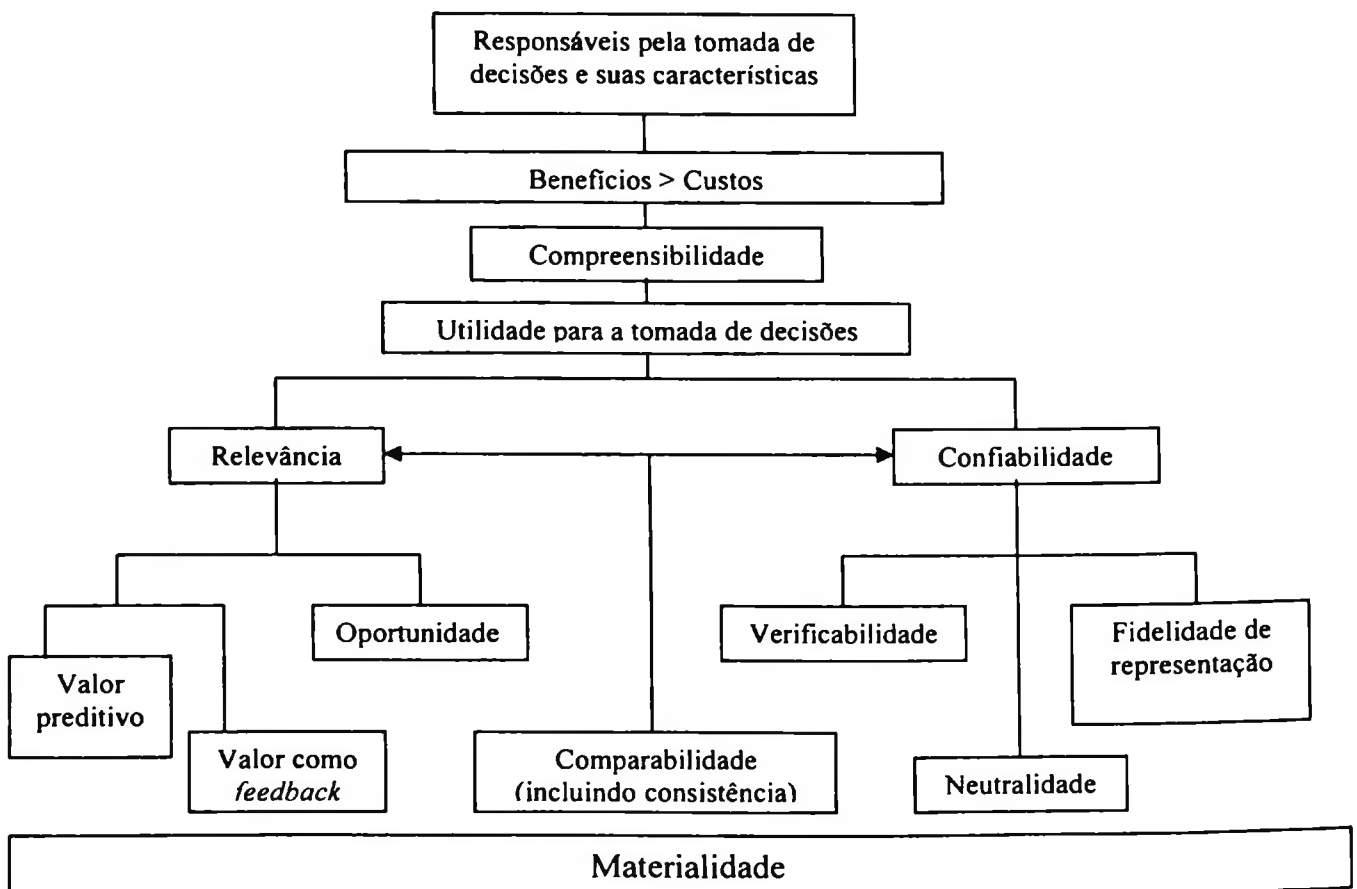 Responsáveis pela tomada de
decisões e suas características
Benefícios > Custos
Compreensibilidade
Utilidade para a tomada de decisões
Relevância
Confiabilidade
Oportunidade
Verificabilidade
Fidelidade de
representação
Valor
preditivo
Valor como
feedback
Comparabilidade
(incluindo consistência)
Neutralidade
Materialidade